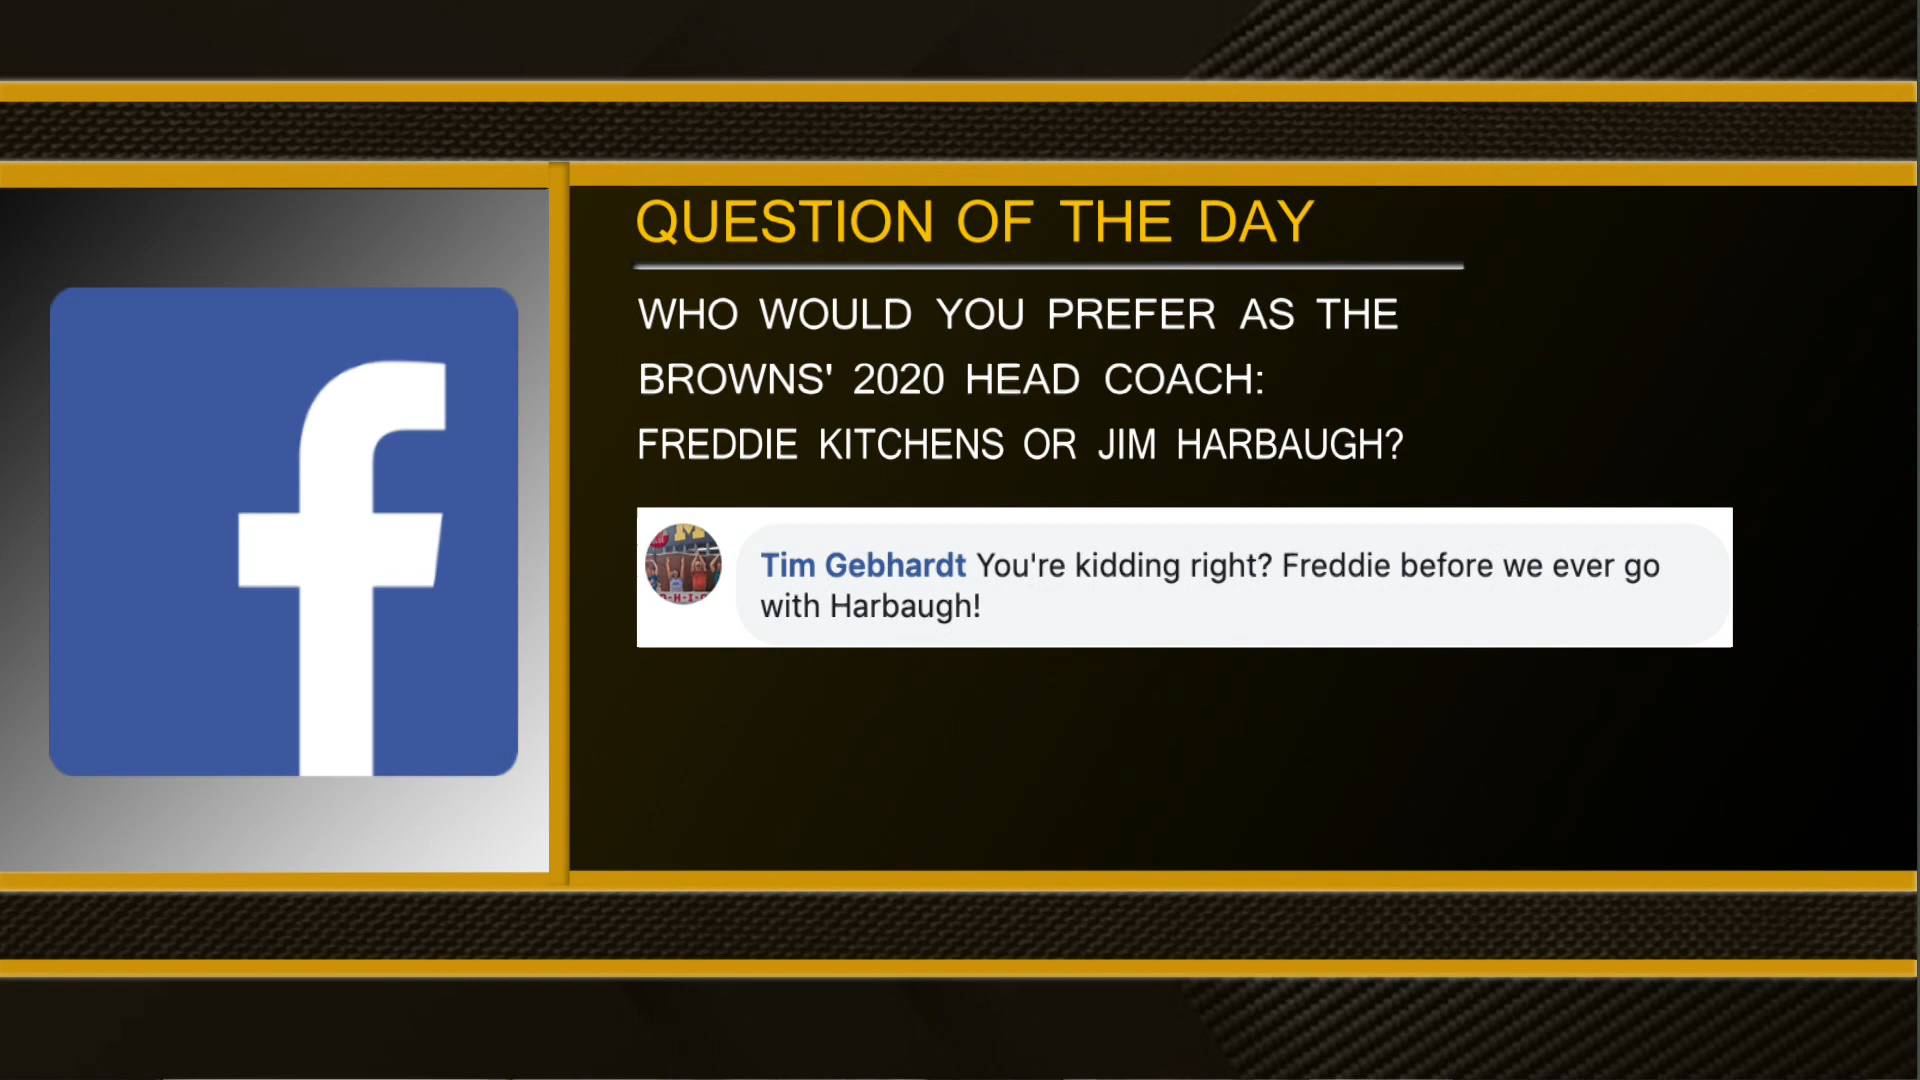 QUESTION OF THE DAY
WHO WOULD YOU PREFER AS THE
BROWNS' 2020 HEAD COACH:
FREDDIE KITCHENS OR JIM HARBAUGH?
Tim Gebhardt You're kidding right? Freddie before we ever go
with Harbaugh!